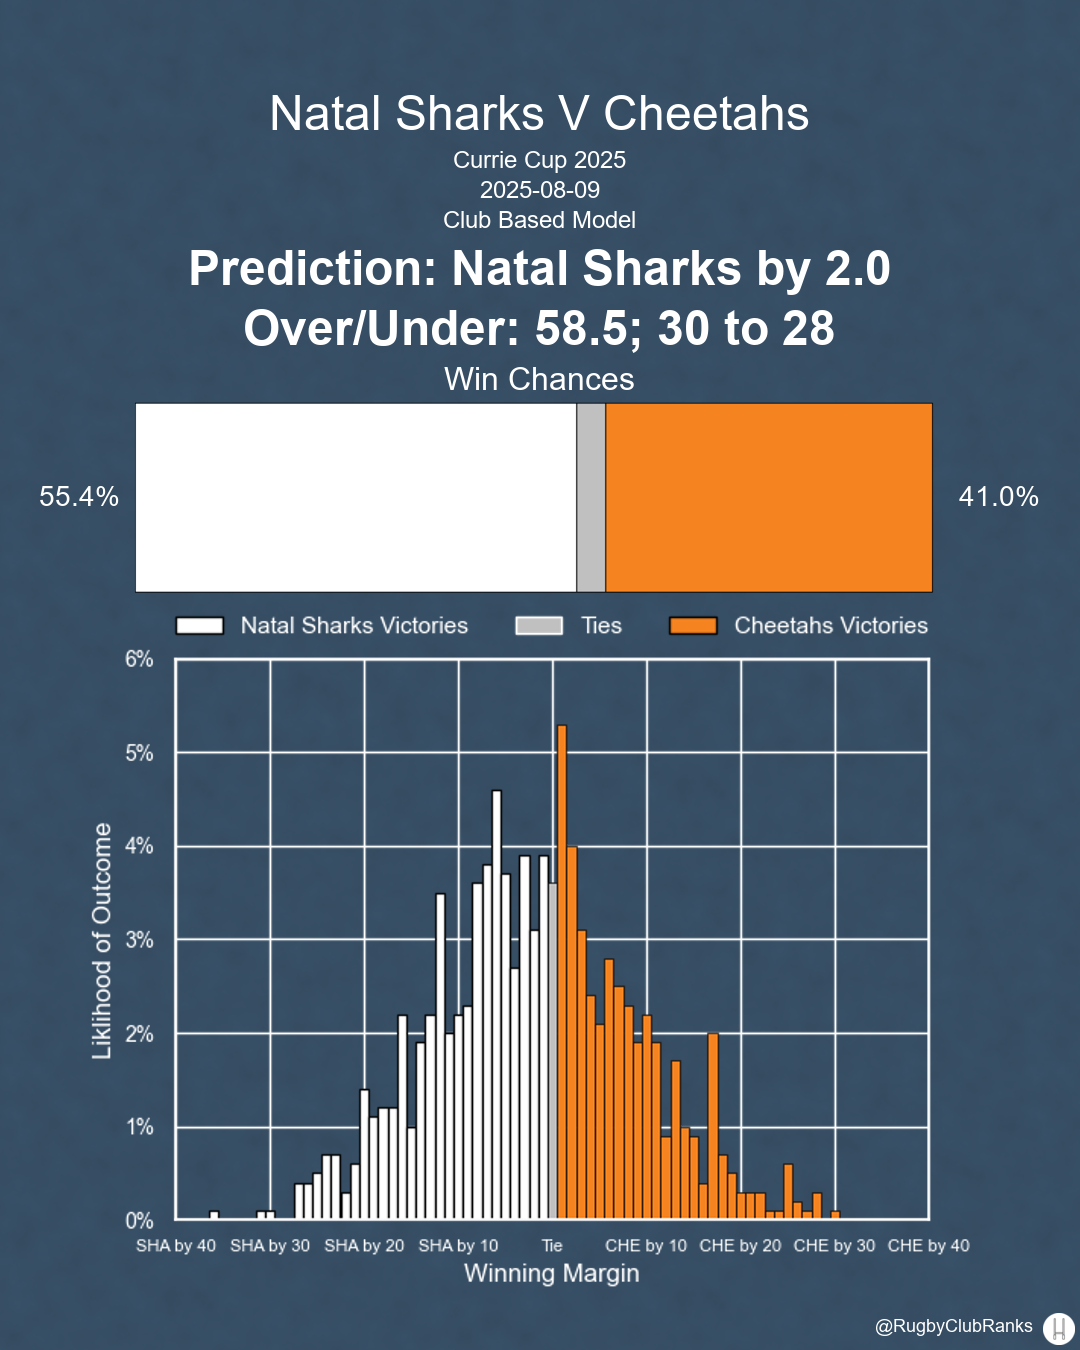 Natal Sharks V Cheetahs
Currie Cup 2025
2025-08-09
Club Based Model
Prediction: Natal Sharks by 2.0
Over/Under: 58.5; 30 to 28
Win Chances
55.4%
41.0%
Natal Sharks Victories
Ties
Cheetahs Victories
6%
5%
4%
3%
2%
1%
0%
Liklihood of Outcome
SHA by 40
SHA by 30
SHA by 20
SHA by 10
Tie
CHE by 10
CHE by 20
CHE by 30
CHE by 40
Winning Margin
@RugbyClubRanks